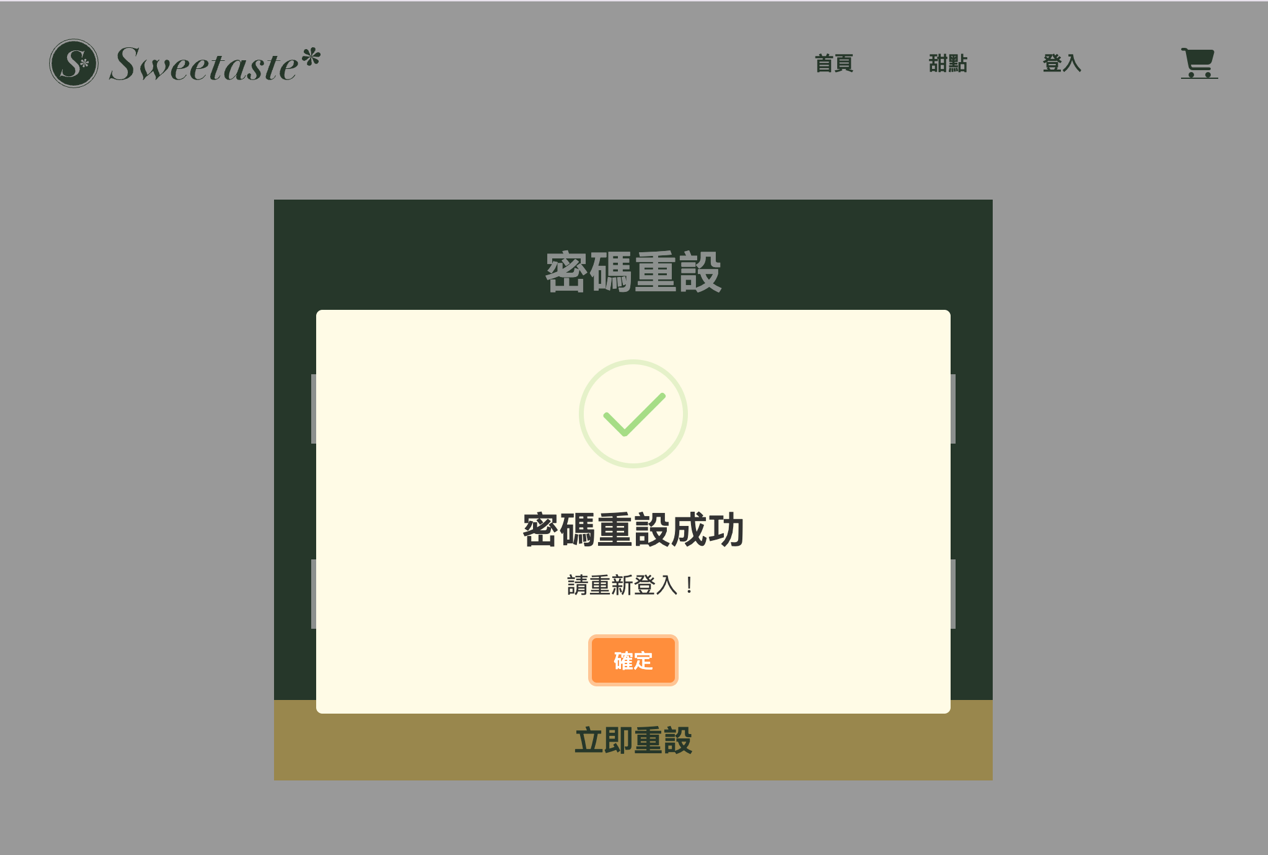 S*
Sweetaste*
首頁
甜點
登入
密碼重設
密碼重設成功
請重新登入！
確定
立即重設